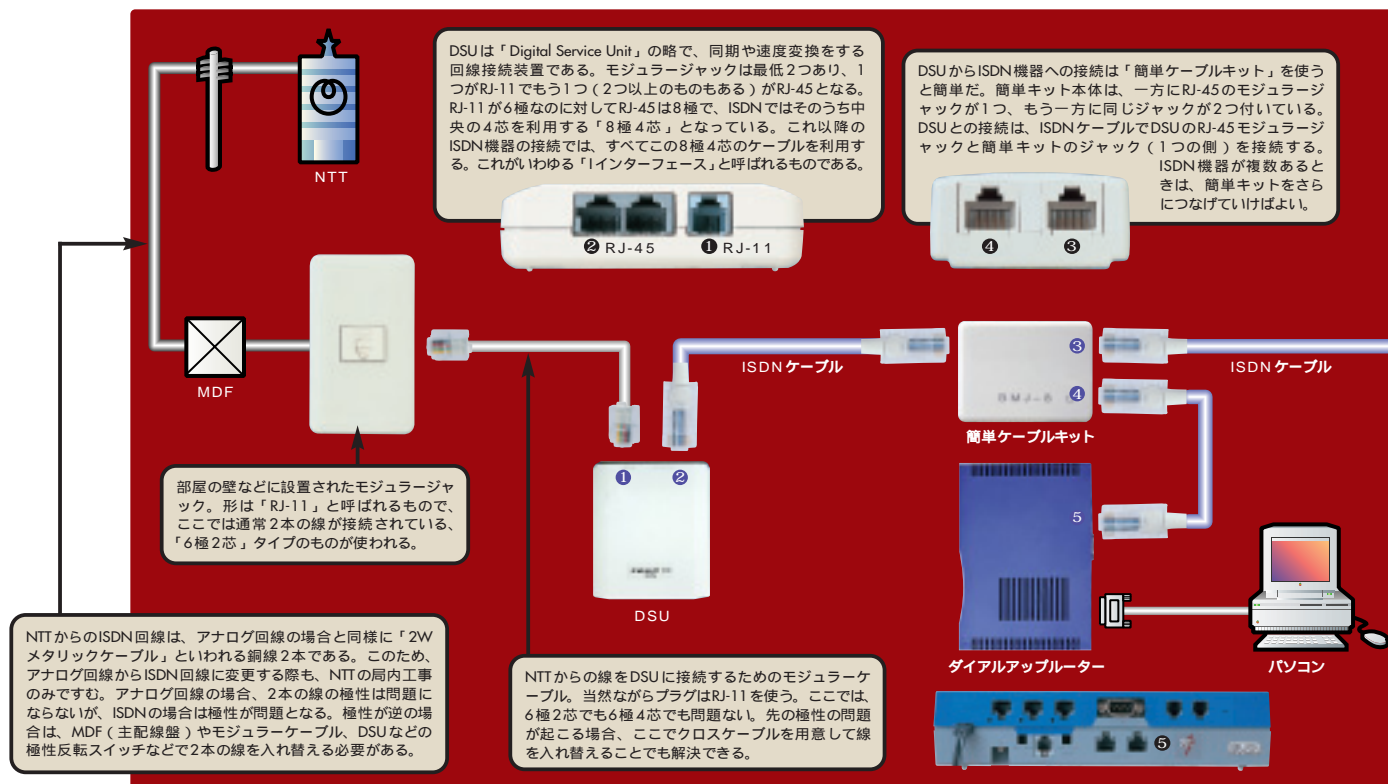 DSUは「Digital Service Unit」の略で、同期や速度変換をする
回線接続装置である。モジュラージャックは最低2つあり、1
つがRJ-11でもう1つ(2つ以上のものもある)がRJ-45となる。
RJ-11が6極なのに対してRJ-45は8極で、ISDNではそのうち中
央の4芯を利用する「8極4芯」となっている。これ以降の
ISDN機器の接続では、すべてこの8極4芯のケーブルを利用す
る。これがいわゆる「Iインターフェース」と呼ばれるものである。
❷ RJ-45
❶ RJ-11
DSUからISDN機器への接続は「簡単ケーブルキット」を使う
と簡単だ。簡単キット本体は、一方にRJ-45のモジュラージ
ャックが1つ、もう一方に同じジャックが2つ付いている。
DSUとの接続は、ISDNケーブルでDSUのRJ-45モジュラージ
ャックと簡単キットのジャック(1つの側)を接続する。
ISDN機器が複数あると
きは、簡単キットをさら
につなげていけばよい。
❹
❸
NTT
MDF
ISDNケーブル
❸
ISDNケーブル
BMJ-8
❹
簡単ケーブルキット
部屋の壁などに設置されたモジュラージャ
ック。形は「RJ-11」と呼ばれるもので、
ここでは通常2本の線が接続されている、
「6極2芯」タイプのものが使われる。
❶
❷
DSU
5
ダイアルアップルーター
パソコン
NTTからのISDN回線は、アナログ回線の場合と同様に「2W
メタリックケーブル」といわれる銅線2本である。このため、
アナログ回線からISDN回線に変更する際も、NTTの局内工事
のみですむ。アナログ回線の場合、2本の線の極性は問題に
ならないが、ISDNの場合は極性が問題となる。極性が逆の場
合は、MDF(主配線盤)やモジュラーケーブル、DSUなどの
極性反転スイッチなどで2本の線を入れ替える必要がある。
NTTからの線をDSUに接続するためのモジュラーケ
ーブル。当然ながらプラグはRJ-11を使う。ここでは、
6極2芯でも6極4芯でも問題ない。先の極性の問題
が起こる場合、ここでクロスケーブルを用意して線
を入れ替えることでも解決できる。
❺